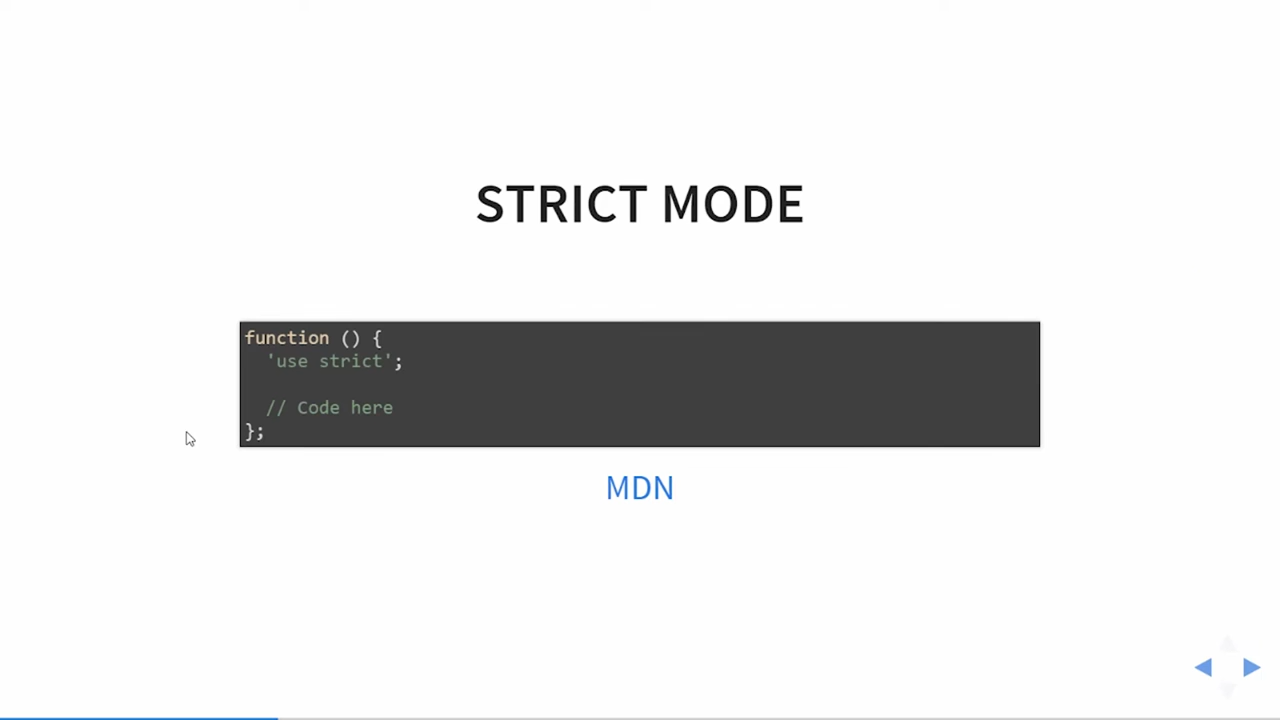 STRICT MODE
function () {
  'use strict';

  // Code here
};
MDN